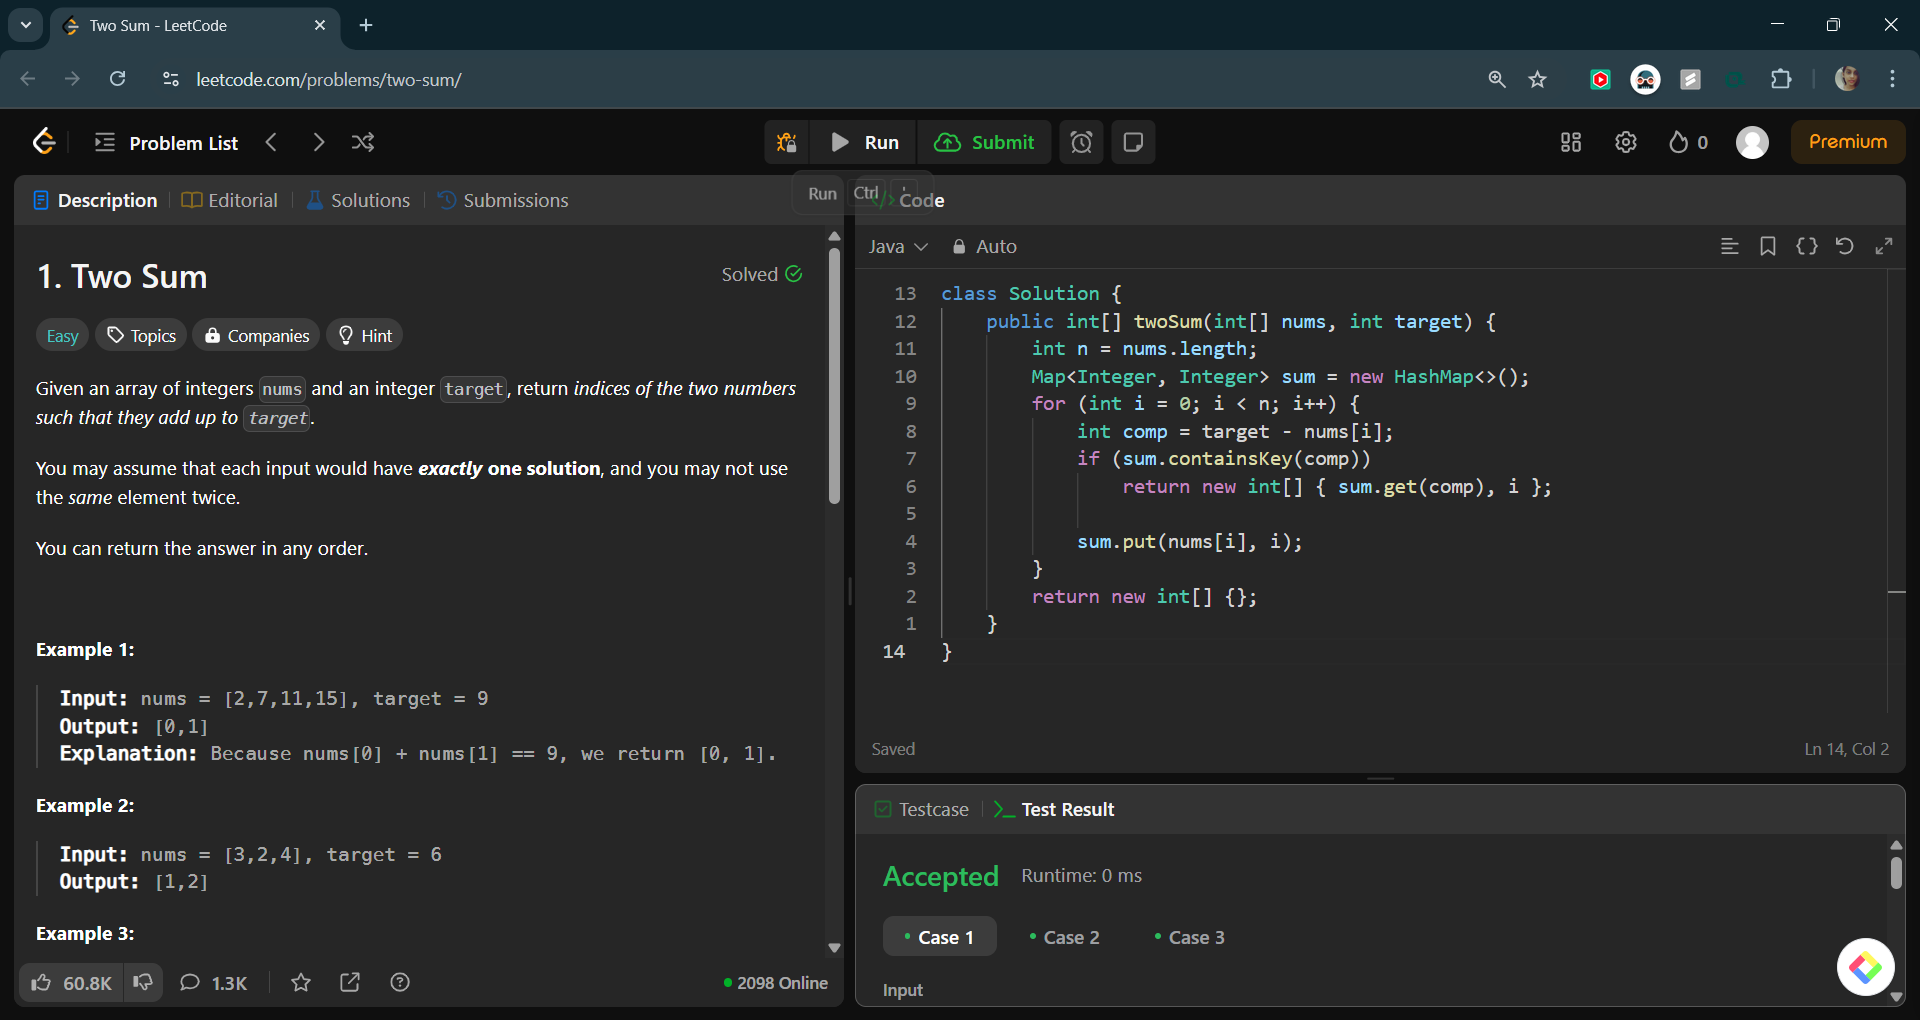 Two Sum - LeetCode
leetcode.com/problems/two-sum/
Problem List
Run
Submit
0
Premium
Description
Editorial
Solutions
Submissions
Run Ctrl '
Code
1. Two Sum
Solved
Easy
Topics
Companies
Hint
Given an array of integers nums and an integer target, return indices of the two numbers
such that they add up to target.
You may assume that each input would have exactly one solution, and you may not use
the same element twice.
You can return the answer in any order.
Example 1:
Input: nums = [2,7,11,15], target = 9
Output: [0,1]
Explanation: Because nums[0] + nums[1] == 9, we return [0, 1].
Example 2:
Input: nums = [3,2,4], target = 6
Output: [1,2]
Example 3:
60.8K
1.3K
2098 Online
Java
Auto
13 class Solution {
12     public int[] twoSum(int[] nums, int target) {
11         int n = nums.length;
10         Map<Integer, Integer> sum = new HashMap<>();
9         for (int i = 0; i < n; i++) {
8             int comp = target - nums[i];
7             if (sum.containsKey(comp))
6                 return new int[] { sum.get(comp), i };
5
4             sum.put(nums[i], i);
3         }
2         return new int[] {};
1     }
14 }
Saved
Ln 14, Col 2
Testcase
Test Result
Accepted
Runtime: 0 ms
Case 1
Case 2
Case 3
Input